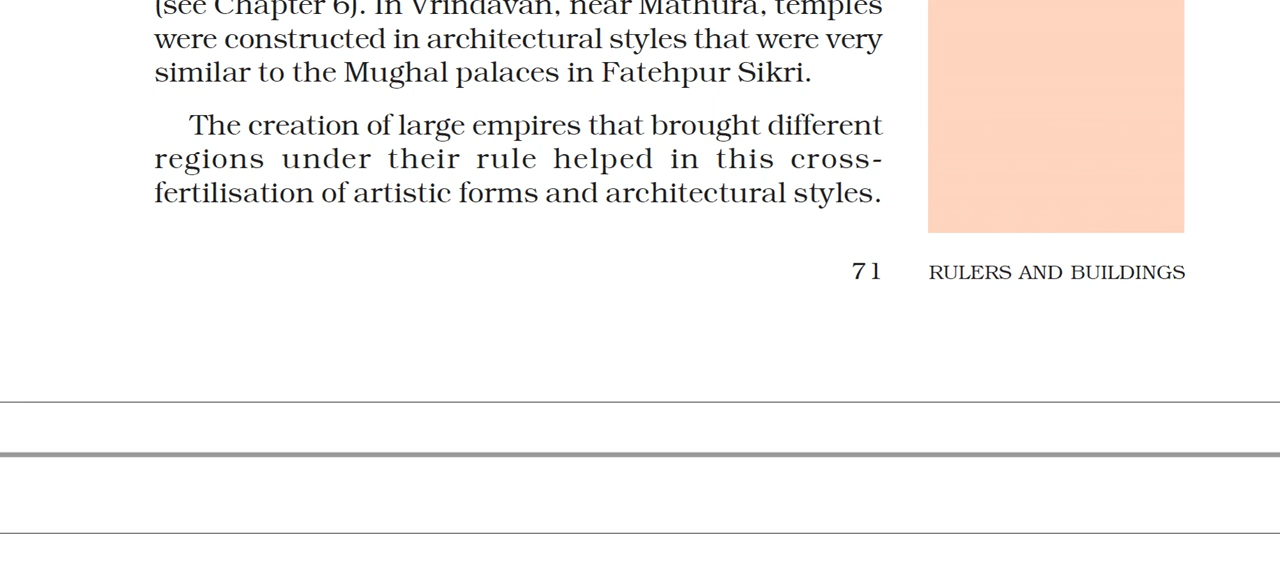 (see Chapter 6). In Vrindavan, near Mathura, temples
were constructed in architectural styles that were very
similar to the Mughal palaces in Fatehpur Sikri.
The creation of large empires that brought different
regions under their rule helped in this cross-
fertilisation of artistic forms and architectural styles.
71 RULERS AND BUILDINGS